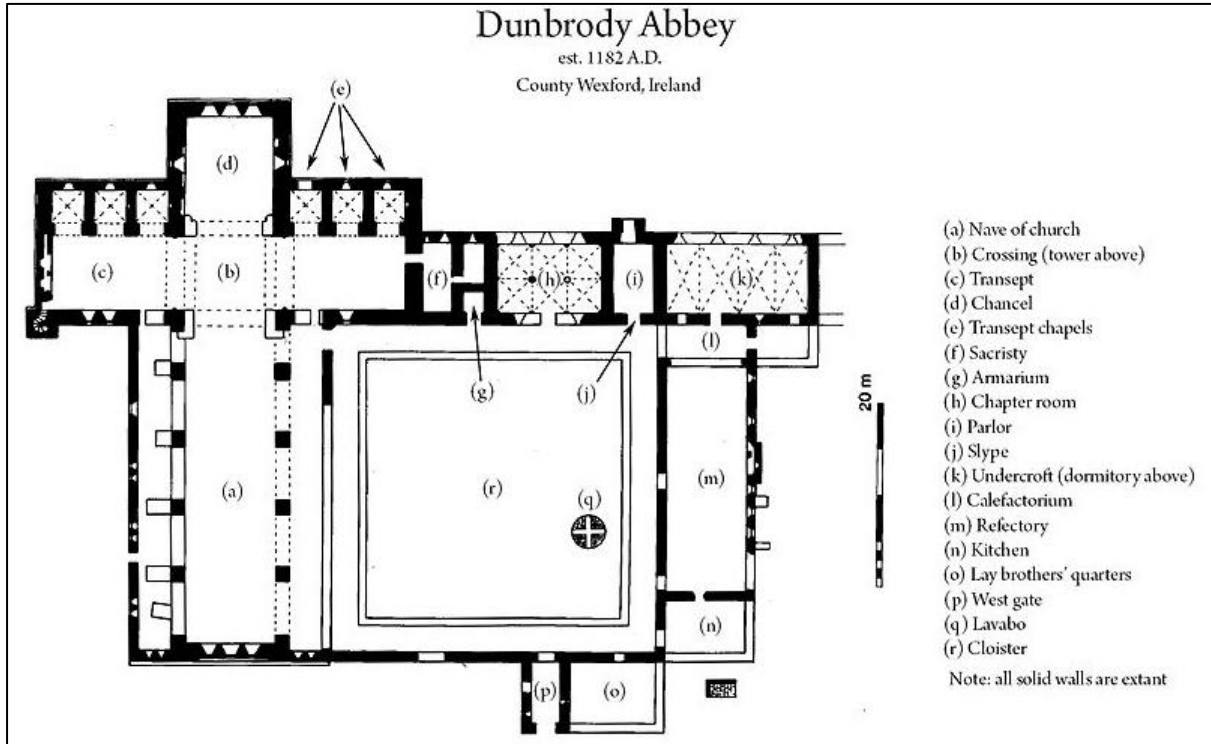 Dunbrody Abbey
est. 1182 A.D.
County Wexford, Ireland
(e)
(d)
(c)
(b)
(f)
(h)
(i)
(k)
(l)
(g)
(j)
(m)
(a)
(r)
(q)
(n)
(p)
(o)
20 m
(a) Nave of church
(b) Crossing (tower above)
(c) Transept
(d) Chancel
(e) Transept chapels
(f) Sacristy
(g) Armarium
(h) Chapter room
(i) Parlor
(j) Slype
(k) Undercroft (dormitory above)
(l) Calefactorium
(m) Refectory
(n) Kitchen
(o) Lay brothers' quarters
(p) West gate
(q) Lavabo
(r) Cloister
Note: all solid walls are extant